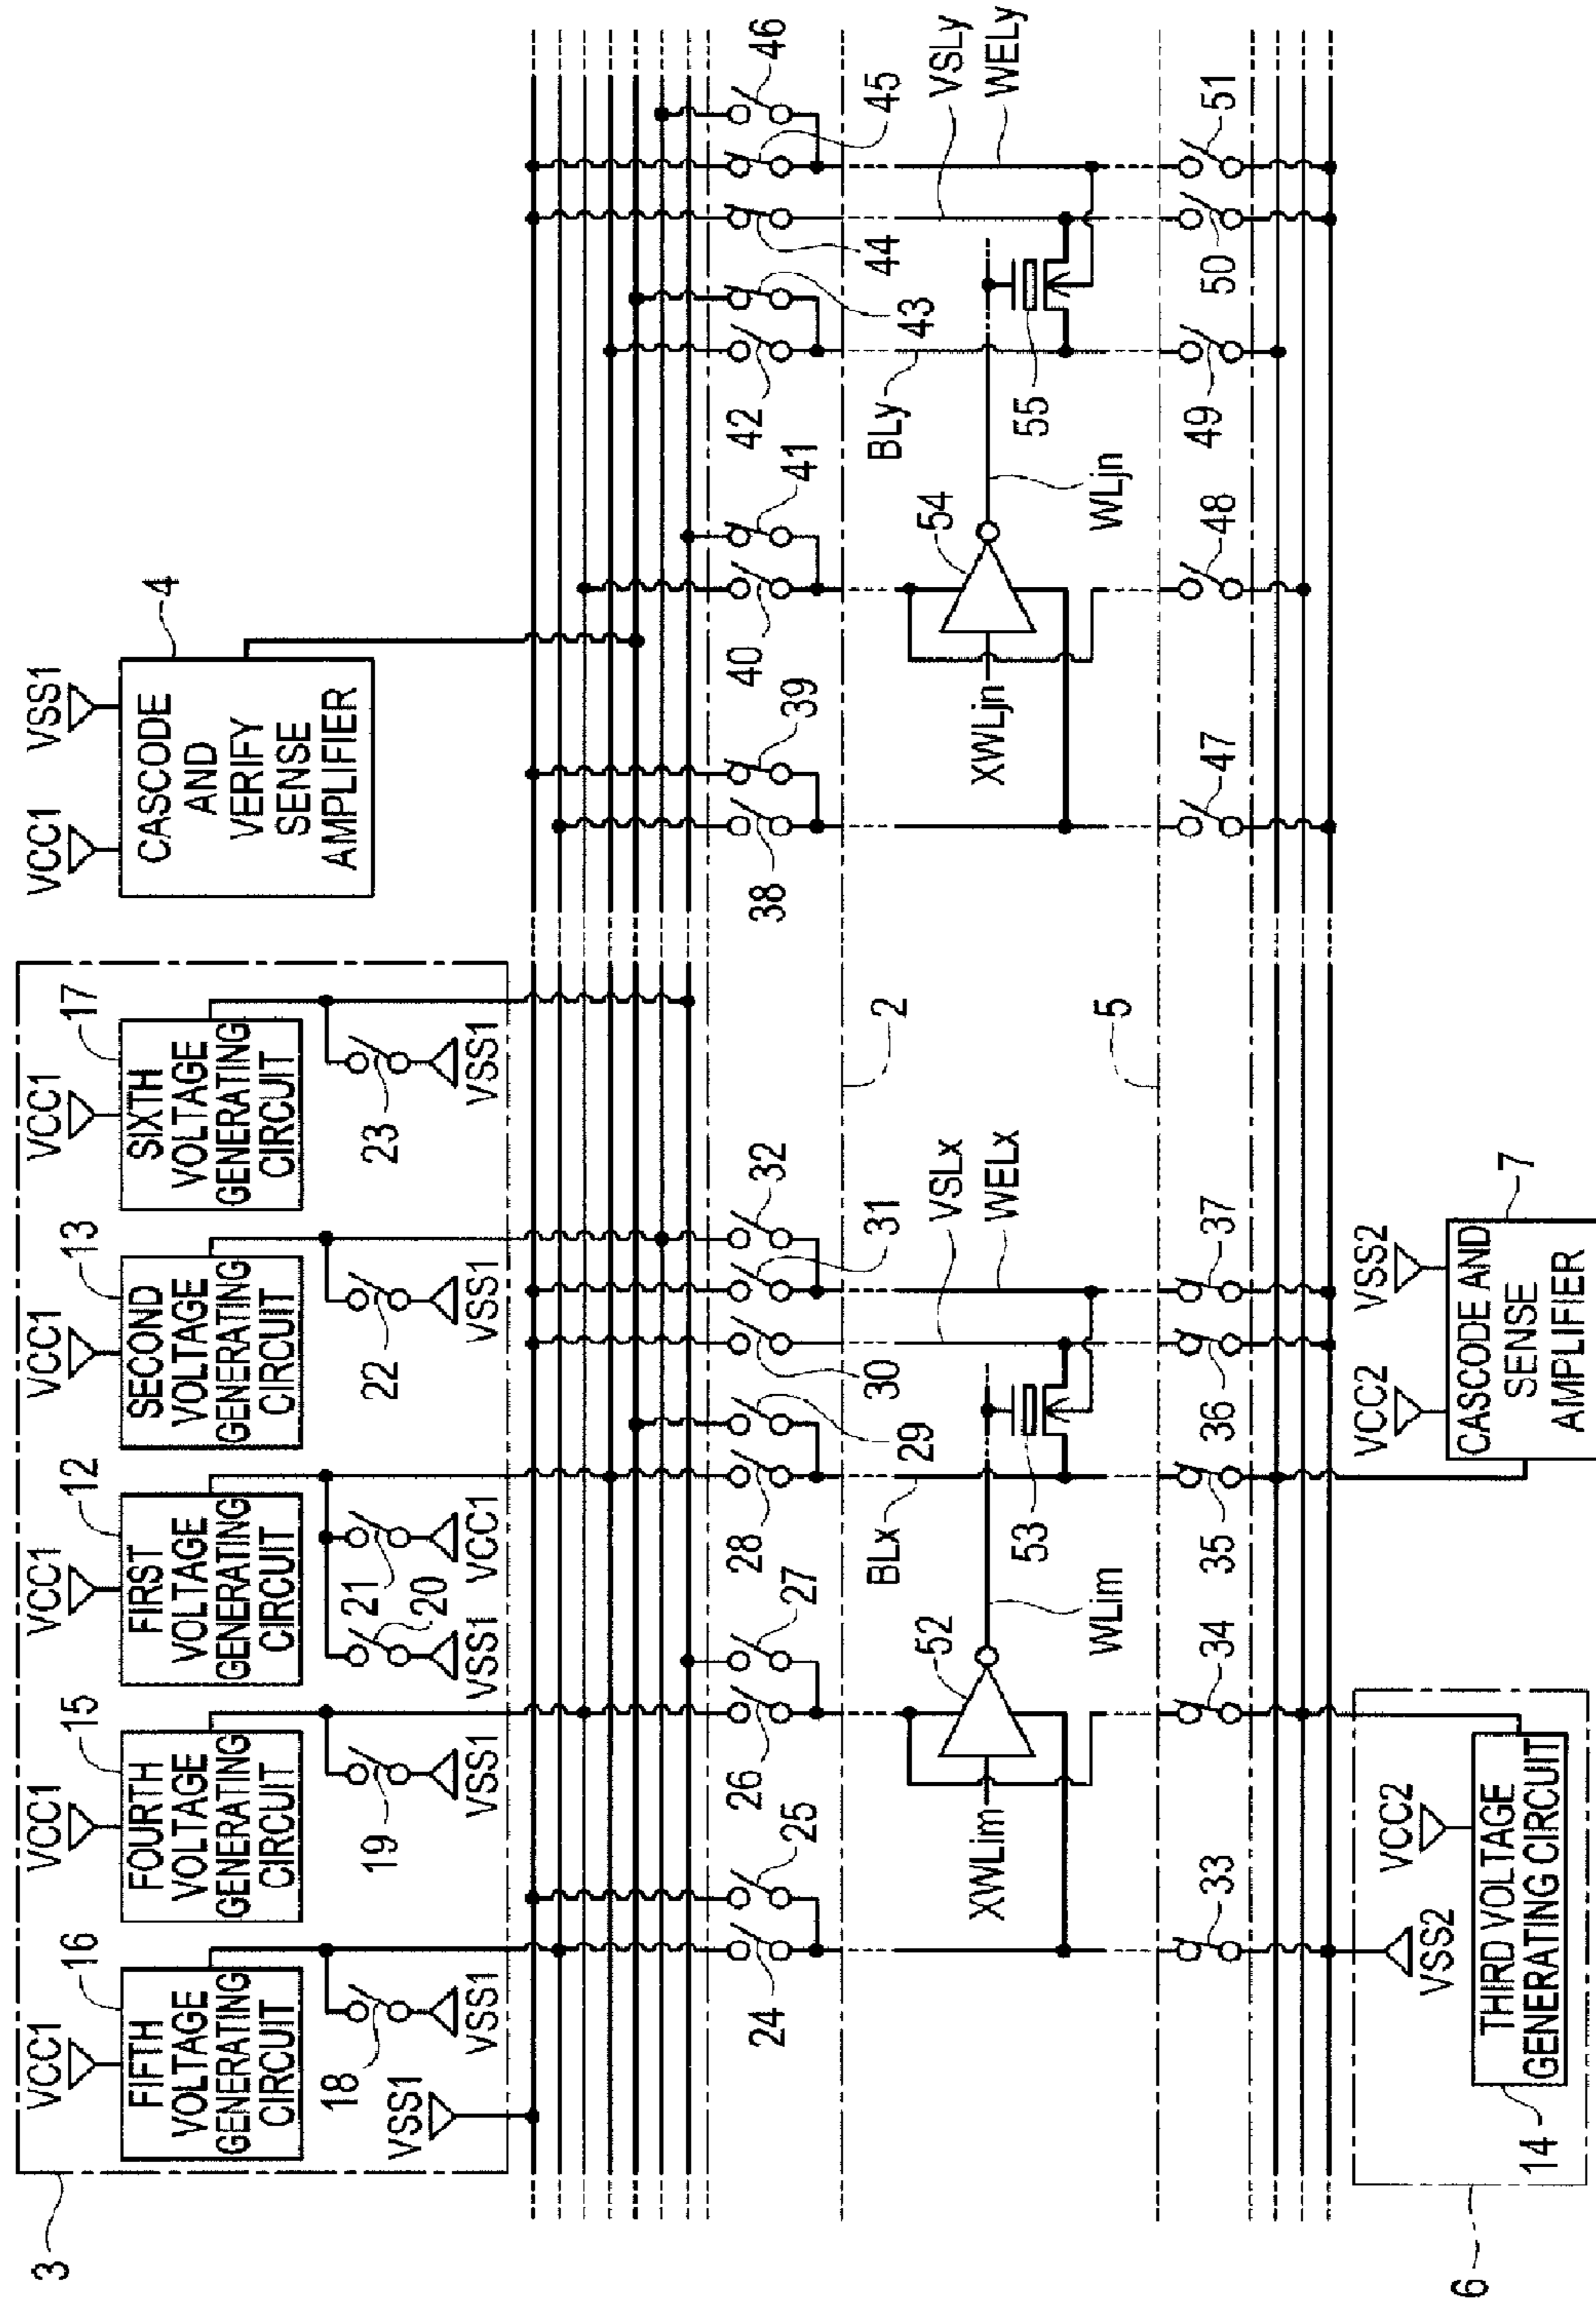 3
VCC1
16
FIFTH
VOLTAGE
GENERATING
CIRCUIT
18
VSS1
VSS1
VCC1
15
FOURTH
VOLTAGE
GENERATING
CIRCUIT
19
VSS1
VCC1
12
FIRST
VOLTAGE
GENERATING
CIRCUIT
21
20
VSS1
VCC1
VCC1
13
SECOND
VOLTAGE
GENERATING
CIRCUIT
22
VSS1
VCC1
17
SIXTH
VOLTAGE
GENERATING
CIRCUIT
23
VSS1
VCC1
VSS1
4
CASCODE
AND
VERIFY
SENSE
AMPLIFIER
24
25
26
27
28
29
30
31
32
38
39
40
41
42
43
44
45
46
2
XWLim
52
WLim
BLx
53
VSLx
WELx
XWLjn
54
WLjn
BLy
55
VSLy
WELy
5
33
34
35
36
37
47
48
49
50
51
6
VSS2
VCC2
14
THIRD VOLTAGE
GENERATING CIRCUIT
VCC2
VSS2
7
CASCODE AND
SENSE
AMPLIFIER